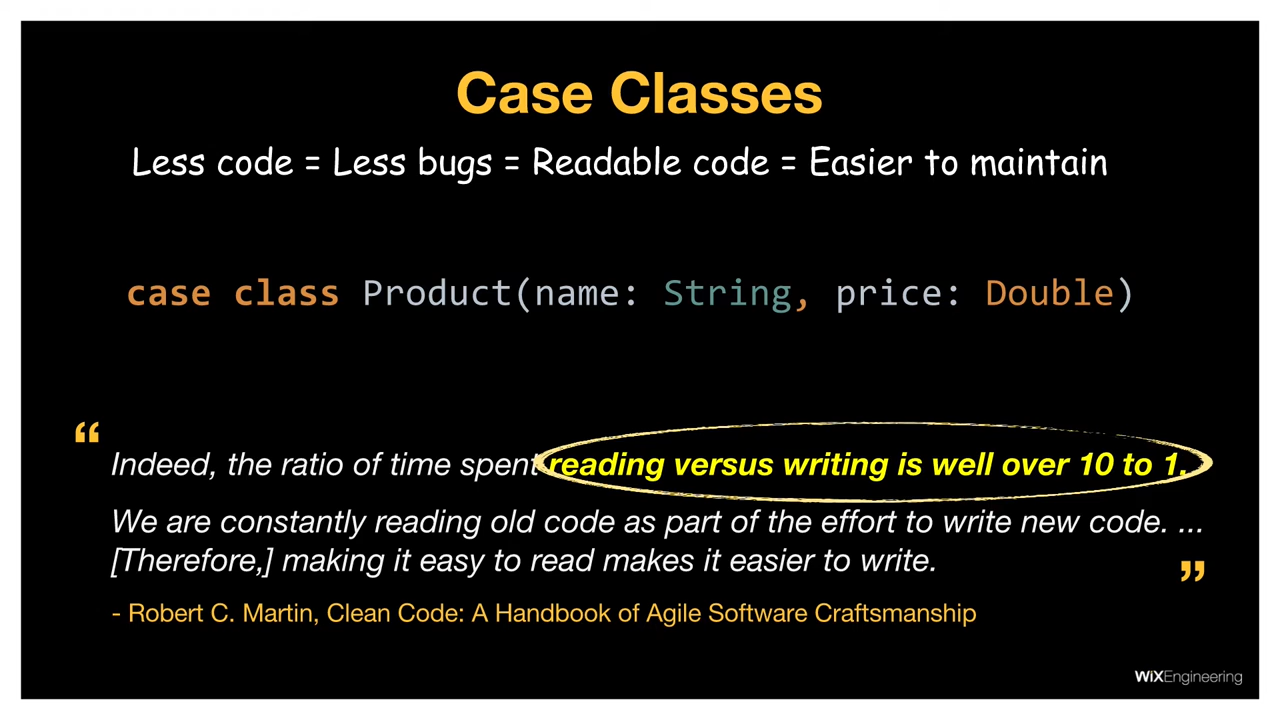 Case Classes
Less code = Less bugs = Readable code = Easier to maintain
case class Product(name: String, price: Double)
“
Indeed, the ratio of time spent reading versus writing is well over 10 to 1.
We are constantly reading old code as part of the effort to write new code. ...
[Therefore,] making it easy to read makes it easier to write.
”
- Robert C. Martin, Clean Code: A Handbook of Agile Software Craftsmanship
WiXEngineering